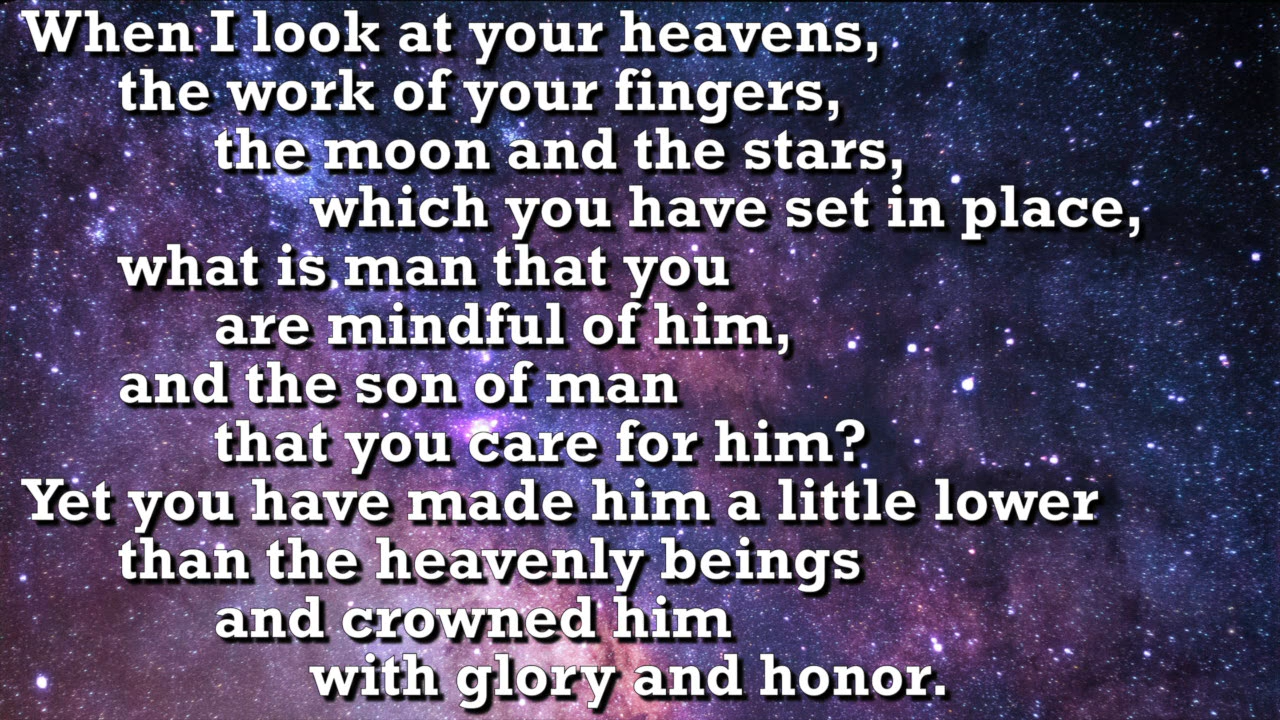 When I look at your heavens,
the work of your fingers,
the moon and the stars,
which you have set in place,
what is man that you
are mindful of him,
and the son of man
that you care for him?
Yet you have made him a little lower
than the heavenly beings
and crowned him
with glory and honor.